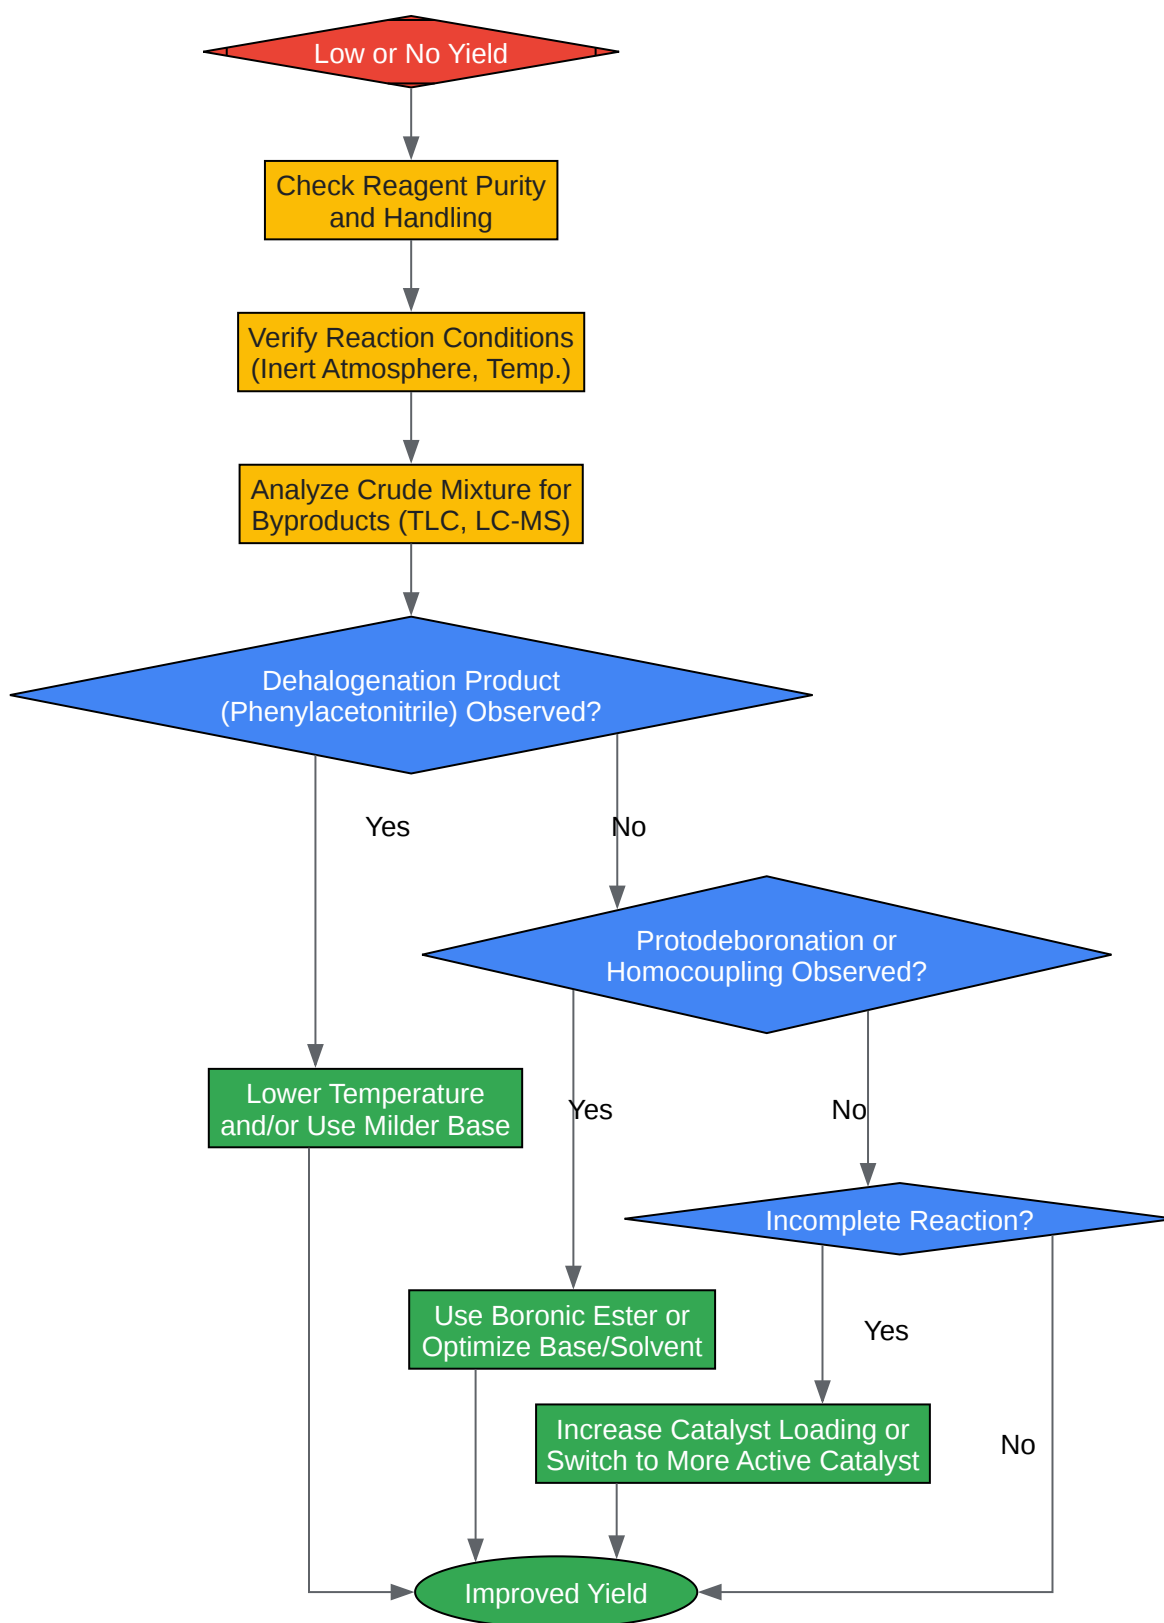 Low or No Yield
Check Reagent Purity
and Handling
Verify Reaction Conditions
(Inert Atmosphere, Temp.)
Analyze Crude Mixture for
Byproducts (TLC, LC-MS)
Dehalogenation Product
(Phenylacetonitrile) Observed?
Yes
No
Protodeboronation or
Homocoupling Observed?
Lower Temperature
and/or Use Milder Base
Yes
No
Incomplete Reaction?
Use Boronic Ester or
Optimize Base/Solvent
Yes
Increase Catalyst Loading or
Switch to More Active Catalyst
No
Improved Yield